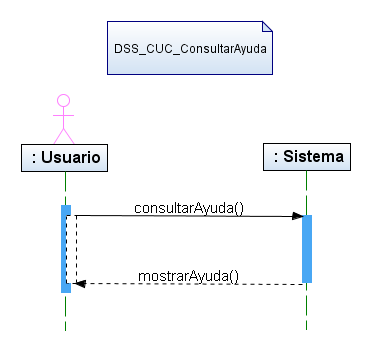 DSS_CUC_ConsultarAyuda
: Usuario
: Sistema
consultarAyuda()
mostrarAyuda()